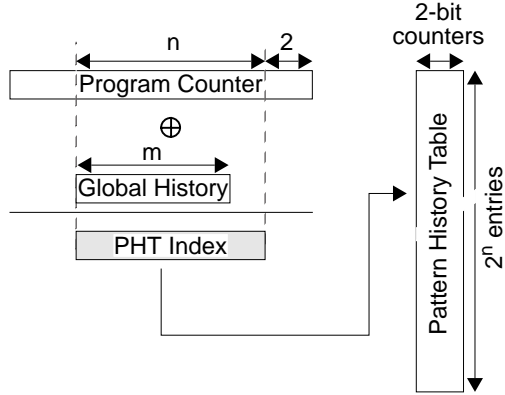 n
2
Program Counter
⊕
m
Global History
PHT Index
2-bit
counters
Pattern History Table
2ⁿ entries